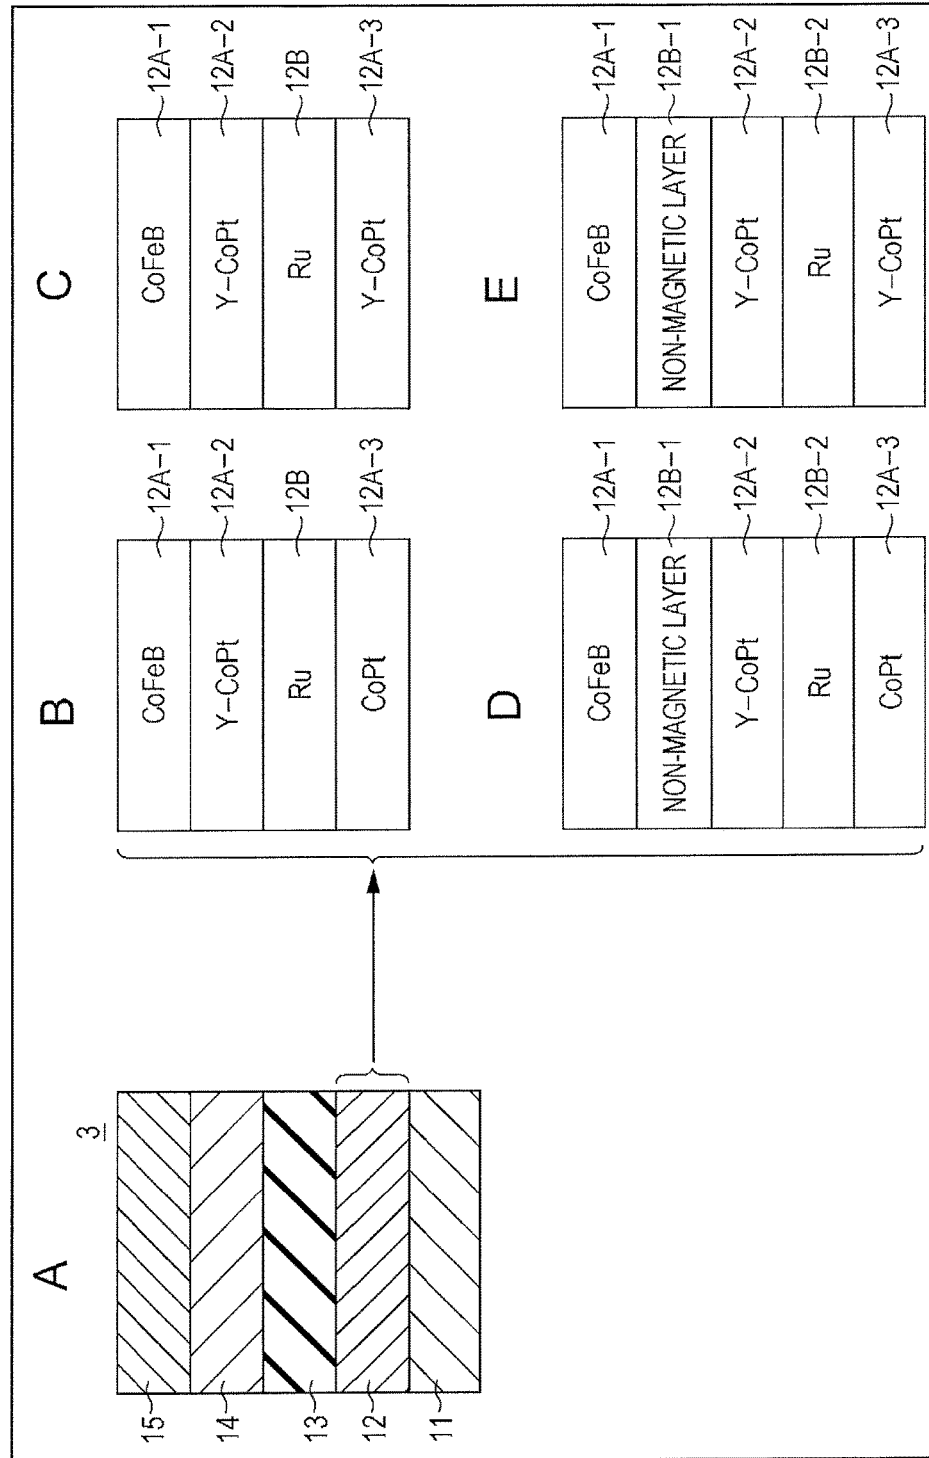 A
3
15
14
13
12
11
B
CoFeB
12A-1
Y-CoPt
12A-2
Ru
12B
CoPt
12A-3
C
CoFeB
12A-1
Y-CoPt
12A-2
Ru
12B
Y-CoPt
12A-3
D
CoFeB
12A-1
NON-MAGNETIC LAYER
12B-1
Y-CoPt
12A-2
Ru
12B-2
CoPt
12A-3
E
CoFeB
12A-1
NON-MAGNETIC LAYER
12B-1
Y-CoPt
12A-2
Ru
12B-2
Y-CoPt
12A-3